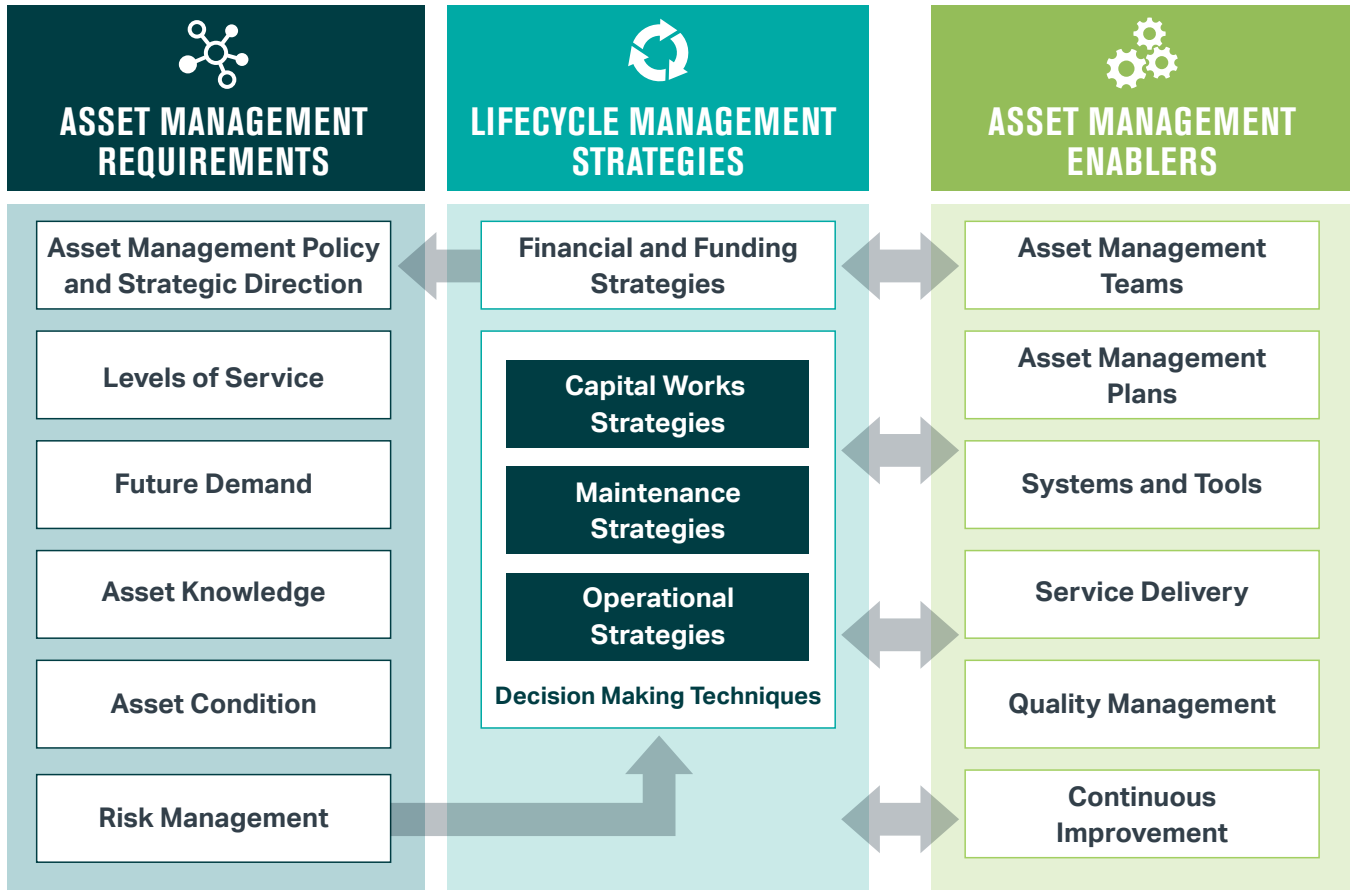 ASSET MANAGEMENT
REQUIREMENTS
Asset Management Policy
and Strategic Direction
Levels of Service
Future Demand
Asset Knowledge
Asset Condition
Risk Management
LIFECYCLE MANAGEMENT
STRATEGIES
Financial and Funding
Strategies
Capital Works
Strategies
Maintenance
Strategies
Operational
Strategies
Decision Making Techniques
ASSET MANAGEMENT
ENABLERS
Asset Management
Teams
Asset Management
Plans
Systems and Tools
Service Delivery
Quality Management
Continuous
Improvement